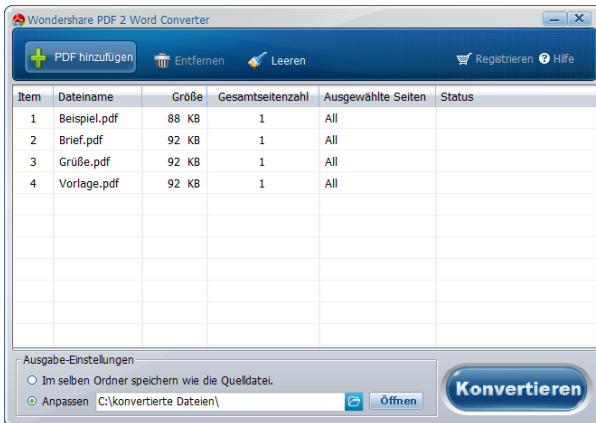 Wondershare PDF 2 Word Converter
PDF hinzufügen Entfernen Leeren Registrieren Hilfe
Item Dateiname Größe Gesamtseitenzahl Ausgewählte Seiten Status
1 Beispiel.pdf 88 KB 1 All
2 Brief.pdf 92 KB 1 All
3 Grüße.pdf 92 KB 1 All
4 Vorlage.pdf 92 KB 1 All
Ausgabe-Einstellungen
Im selben Ordner speichern wie die Quelldatei.
Anpassen C:\konvertierte Dateien\ Öffnen
Konvertieren